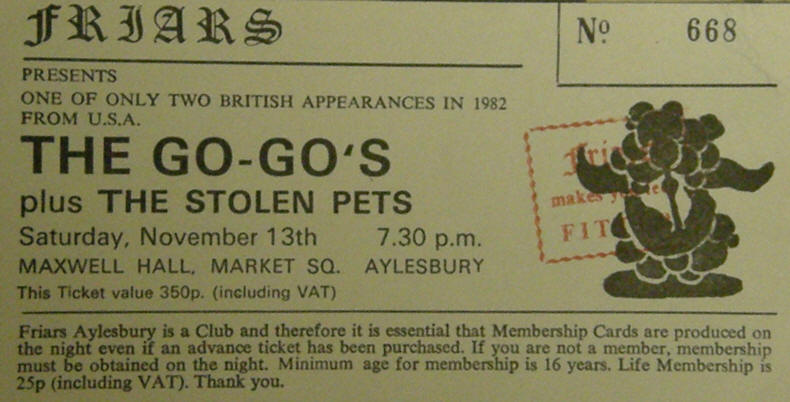 FRIARS
Nº 668
PRESENTS
ONE OF ONLY TWO BRITISH APPEARANCES IN 1982
FROM U.S.A.
THE GO-GO'S
plus THE STOLEN PETS
Saturday, November 13th 7.30 p.m.
MAXWELL HALL, MARKET SQ. AYLESBURY
This Ticket value 350p. (including VAT)
makes
FIT
Friars Aylesbury is a Club and therefore it is essential that Membership Cards are produced on
the night even if an advance ticket has been purchased. If you are not a member, membership
must be obtained on the night. Minimum age for membership is 16 years. Life Membership is
25p (including VAT). Thank you.